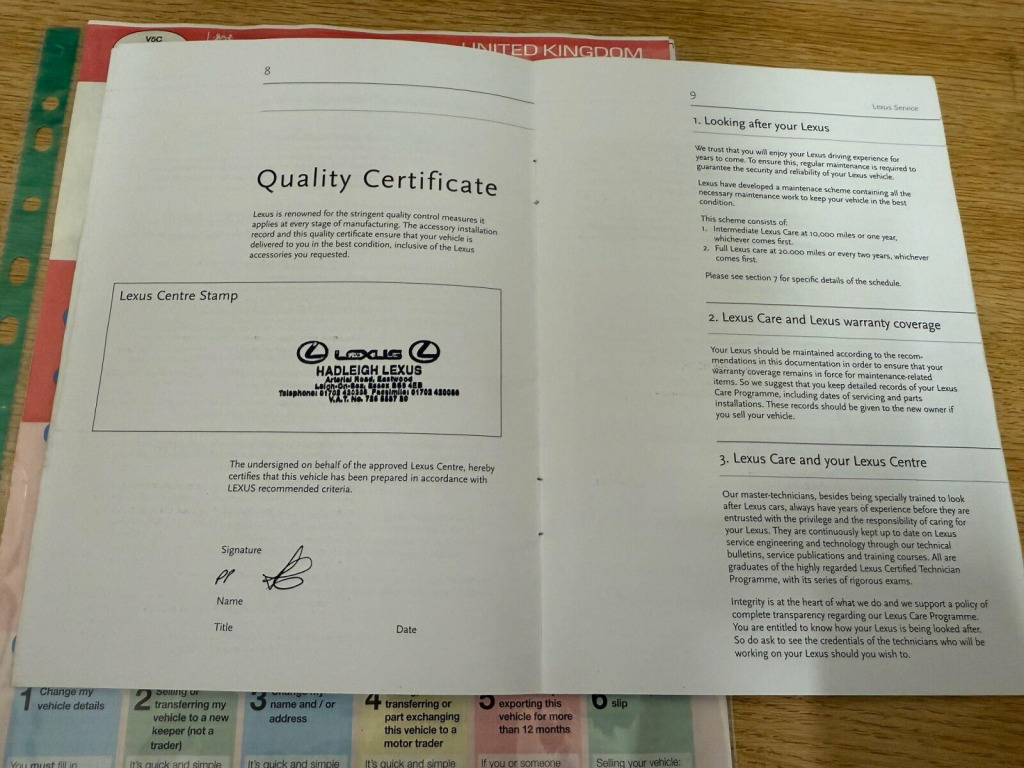 V5C
UNITED KINGDOM
8
Quality Certificate
Lexus is renowned for the stringent quality control measures it
applies at every stage of manufacturing. The accessory installation
record and this quality certificate ensure that your vehicle is
delivered to you in the best condition, inclusive of the Lexus
accessories you requested.
Lexus Centre Stamp
LEXUS
HADLEIGH LEXUS
Arterial Road, Eastwood
Leigh-On-Sea, Essex
Telephone: 01702 Facsimile: 01702
V.A.T. No.
The undersigned on behalf of the approved Lexus Centre, hereby
certifies that this vehicle has been prepared in accordance with
LEXUS recommended criteria.
Signature
PP
Name
Title Date
9
Lexus Service
1. Looking after your Lexus
We trust that you will enjoy your Lexus driving experience for
years to come. To ensure this, regular maintenance is required to
guarantee the security and reliability of your Lexus vehicle.
Lexus have developed a maintenace scheme containing all the
necessary maintenance work to keep your vehicle in the best
condition.
This scheme consists of:
1. Intermediate Lexus Care at 10,000 miles or one year,
whichever comes first.
2. Full Lexus care at 20.000 miles or every two years, whichever
comes first.
Please see section 7 for specific details of the schedule.
2. Lexus Care and Lexus warranty coverage
Your Lexus should be maintained according to the recom-
mendations in this documentation in order to ensure that your
warranty coverage remains in force for maintenance-related
items. So we suggest that you keep detailed records of your Lexus
Care Programme, including dates of servicing and parts
installations. These records should be given to the new owner if
you sell your vehicle.
3. Lexus Care and your Lexus Centre
Our master-technicians, besides being specially trained to look
after Lexus cars, always have years of experience before they are
entrusted with the privilege and the responsibility of caring for
your Lexus. They are continuously kept up to date on Lexus
service engineering and technology through our technical
bulletins, service publications and training courses. All are
graduates of the highly regarded Lexus Certified Technician
Programme, with its series of rigorous exams.
Integrity is at the heart of what we do and we support a policy of
complete transparency regarding our Lexus Care Programme.
You are entitled to know how your Lexus is being looked after.
So do ask to see the credentials of the technicians who will be
working on your Lexus should you wish to.
1 Change my
vehicle details
2 Selling or
transferring my
vehicle to a new
keeper (not a
trader)
3 Change my
name and / or
address
4 transferring or
part exchanging
this vehicle to a
motor trader
5 exporting this
vehicle for more
than 12 months
6 slip
You must fill in
It's quick and simple
It's quick and simple
It's quick and simple
If you or someone
Selling your vehicle: